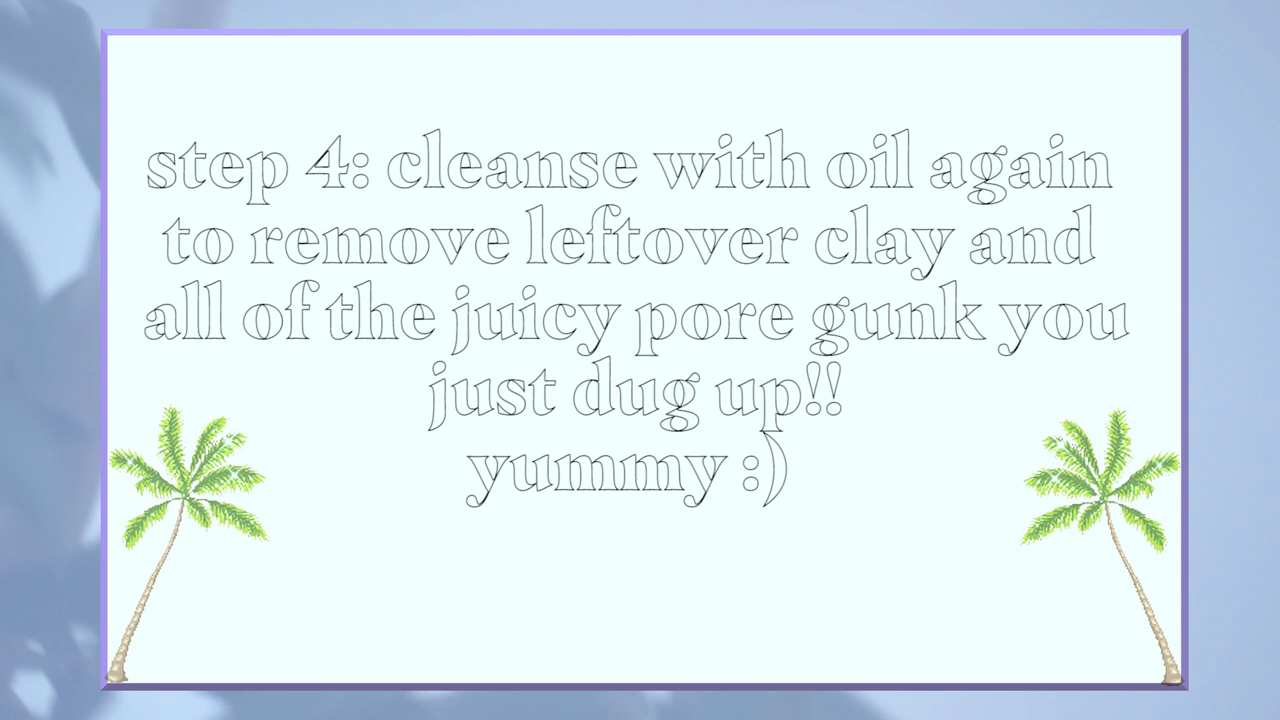 step 4: cleanse with oil again
to remove leftover clay and
all of the juicy pore gunk you
just dug up!!
yummy :)